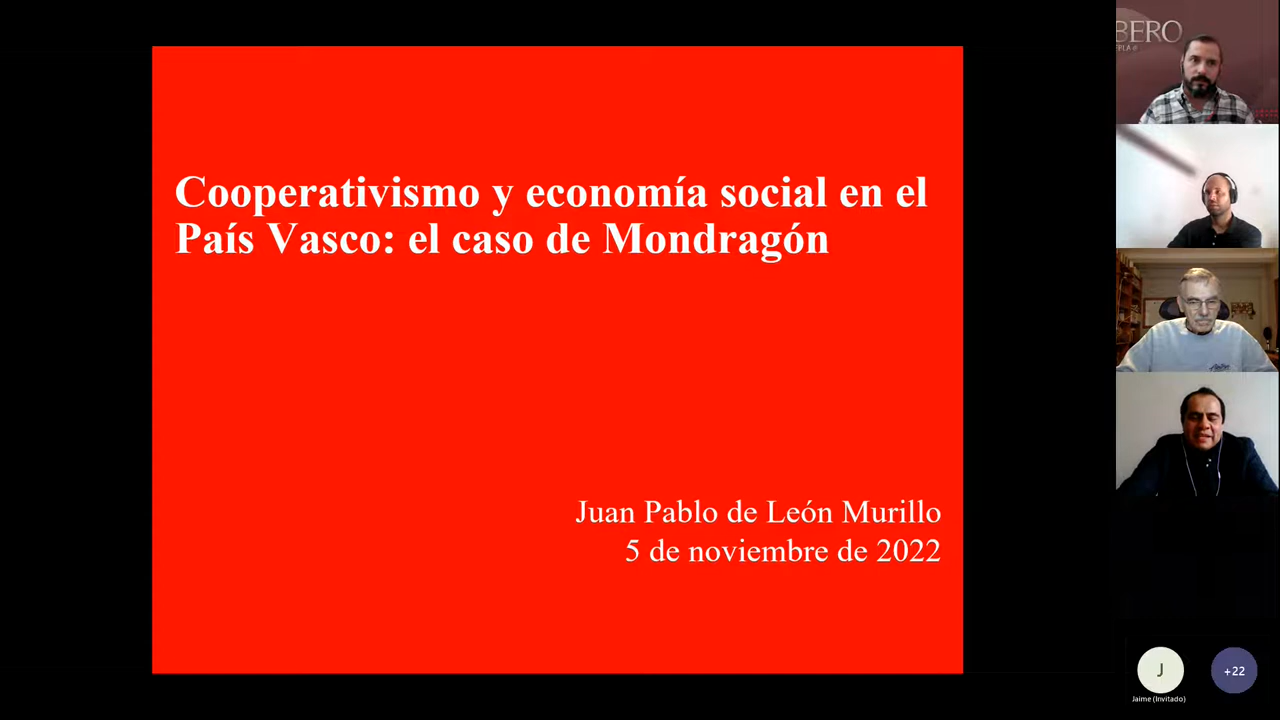 Cooperativismo y economía social en el
País Vasco: el caso de Mondragón
Juan Pablo de León Murillo
5 de noviembre de 2022
BERO
J
+22
Jaime (Invitado)